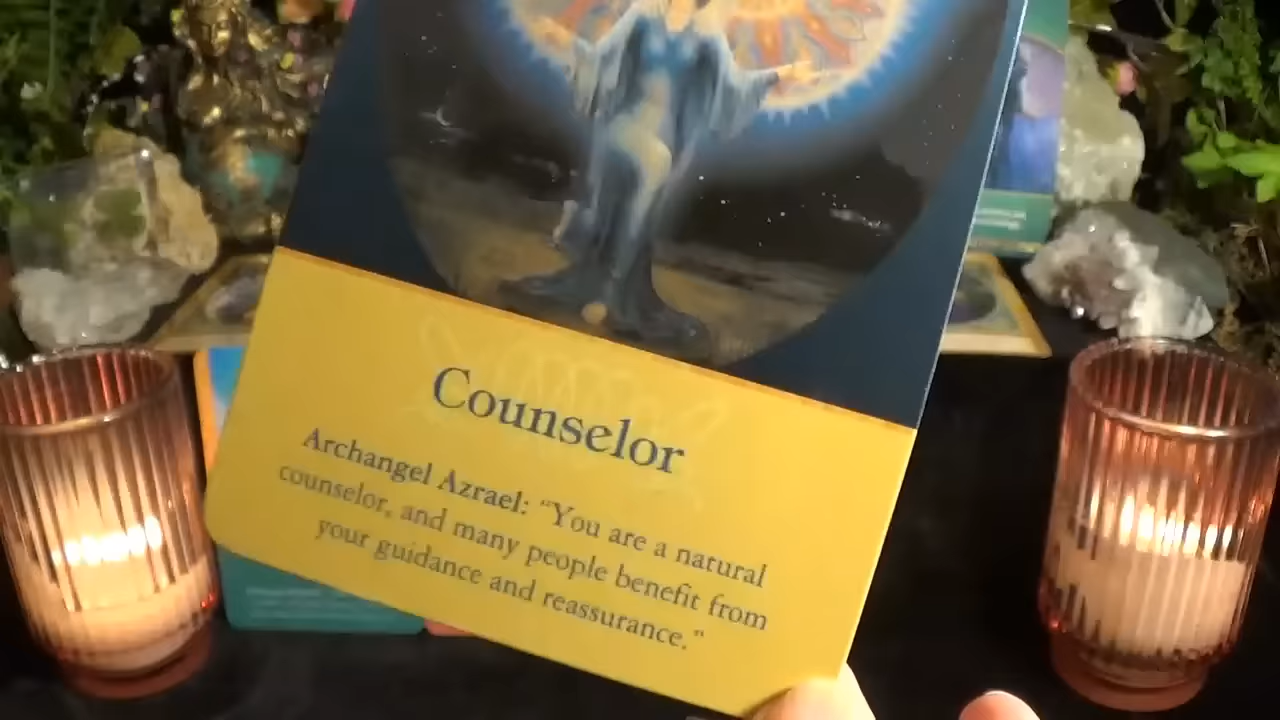 Counselor
Archangel Azrael: “You are a natural
counselor, and many people benefit from
your guidance and reassurance.”